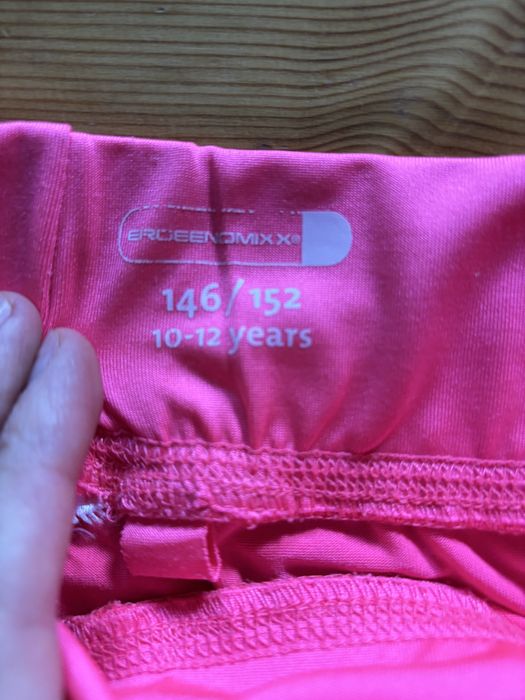 ERGEENOMIXX®
146/152
10-12 years